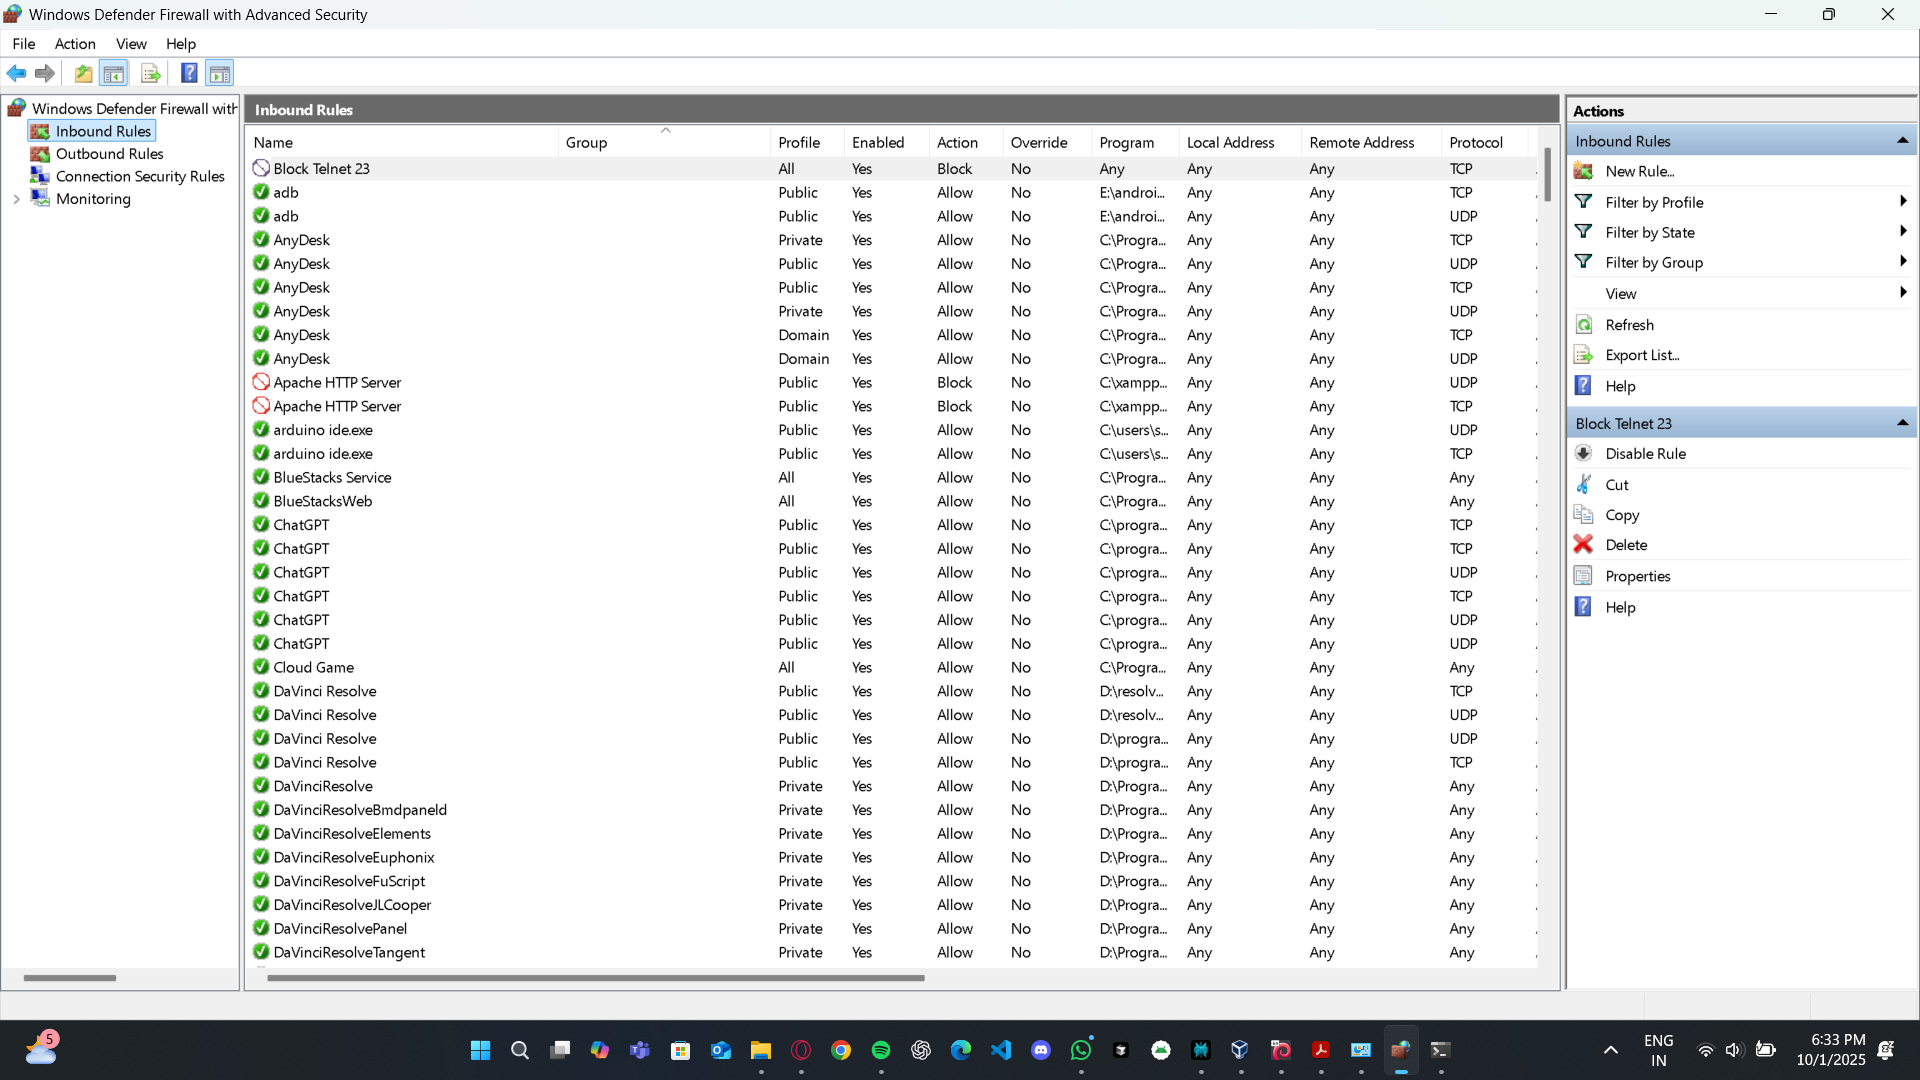 Windows Defender Firewall with Advanced Security
File Action View Help
Windows Defender Firewall with
Inbound Rules
Outbound Rules
Connection Security Rules
Monitoring
Inbound Rules
Name Group Profile Enabled Action Override Program Local Address Remote Address Protocol
Block Telnet 23 All Yes Block No Any Any Any TCP
adb Public Yes Allow No E:\androi... Any Any TCP
adb Public Yes Allow No E:\androi... Any Any UDP
AnyDesk Private Yes Allow No C:\Progra... Any Any TCP
AnyDesk Public Yes Allow No C:\Progra... Any Any UDP
AnyDesk Public Yes Allow No C:\Progra... Any Any TCP
AnyDesk Private Yes Allow No C:\Progra... Any Any UDP
AnyDesk Domain Yes Allow No C:\Progra... Any Any TCP
AnyDesk Domain Yes Allow No C:\Progra... Any Any UDP
Apache HTTP Server Public Yes Block No C:\xampp... Any Any UDP
Apache HTTP Server Public Yes Block No C:\xampp... Any Any TCP
arduino ide.exe Public Yes Allow No C:\users\s... Any Any UDP
arduino ide.exe Public Yes Allow No C:\users\s... Any Any TCP
BlueStacks Service All Yes Allow No C:\Progra... Any Any Any
BlueStacksWeb All Yes Allow No C:\Progra... Any Any Any
ChatGPT Public Yes Allow No C:\progra... Any Any TCP
ChatGPT Public Yes Allow No C:\progra... Any Any TCP
ChatGPT Public Yes Allow No C:\progra... Any Any UDP
ChatGPT Public Yes Allow No C:\progra... Any Any TCP
ChatGPT Public Yes Allow No C:\progra... Any Any UDP
ChatGPT Public Yes Allow No C:\progra... Any Any UDP
Cloud Game All Yes Allow No C:\Progra... Any Any Any
DaVinci Resolve Public Yes Allow No D:\resolv... Any Any TCP
DaVinci Resolve Public Yes Allow No D:\resolv... Any Any UDP
DaVinci Resolve Public Yes Allow No D:\progra... Any Any UDP
DaVinci Resolve Public Yes Allow No D:\progra... Any Any TCP
DaVinciResolve Private Yes Allow No D:\Progra... Any Any Any
DaVinciResolveBmdpaneld Private Yes Allow No D:\Progra... Any Any Any
DaVinciResolveElements Private Yes Allow No D:\Progra... Any Any Any
DaVinciResolveEuphonix Private Yes Allow No D:\Progra... Any Any Any
DaVinciResolveFuScript Private Yes Allow No D:\Progra... Any Any Any
DaVinciResolveJLCooper Private Yes Allow No D:\Progra... Any Any Any
DaVinciResolvePanel Private Yes Allow No D:\Progra... Any Any Any
DaVinciResolveTangent Private Yes Allow No D:\Progra... Any Any Any
Actions
Inbound Rules
New Rule...
Filter by Profile
Filter by State
Filter by Group
View
Refresh
Export List...
Help
Block Telnet 23
Disable Rule
Cut
Copy
Delete
Properties
Help
5
ENG
IN
6:33 PM
10/1/2025